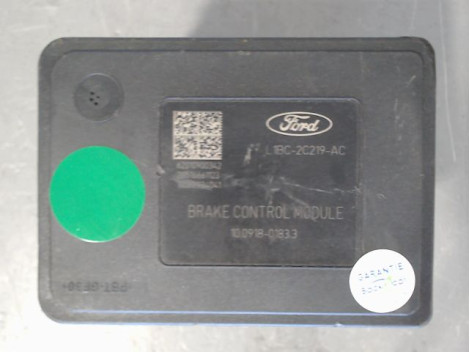 Ford
L1BC-2C219-AC
BRAKE CONTROL MODULE
10.0918-0183.3
GARANTIE